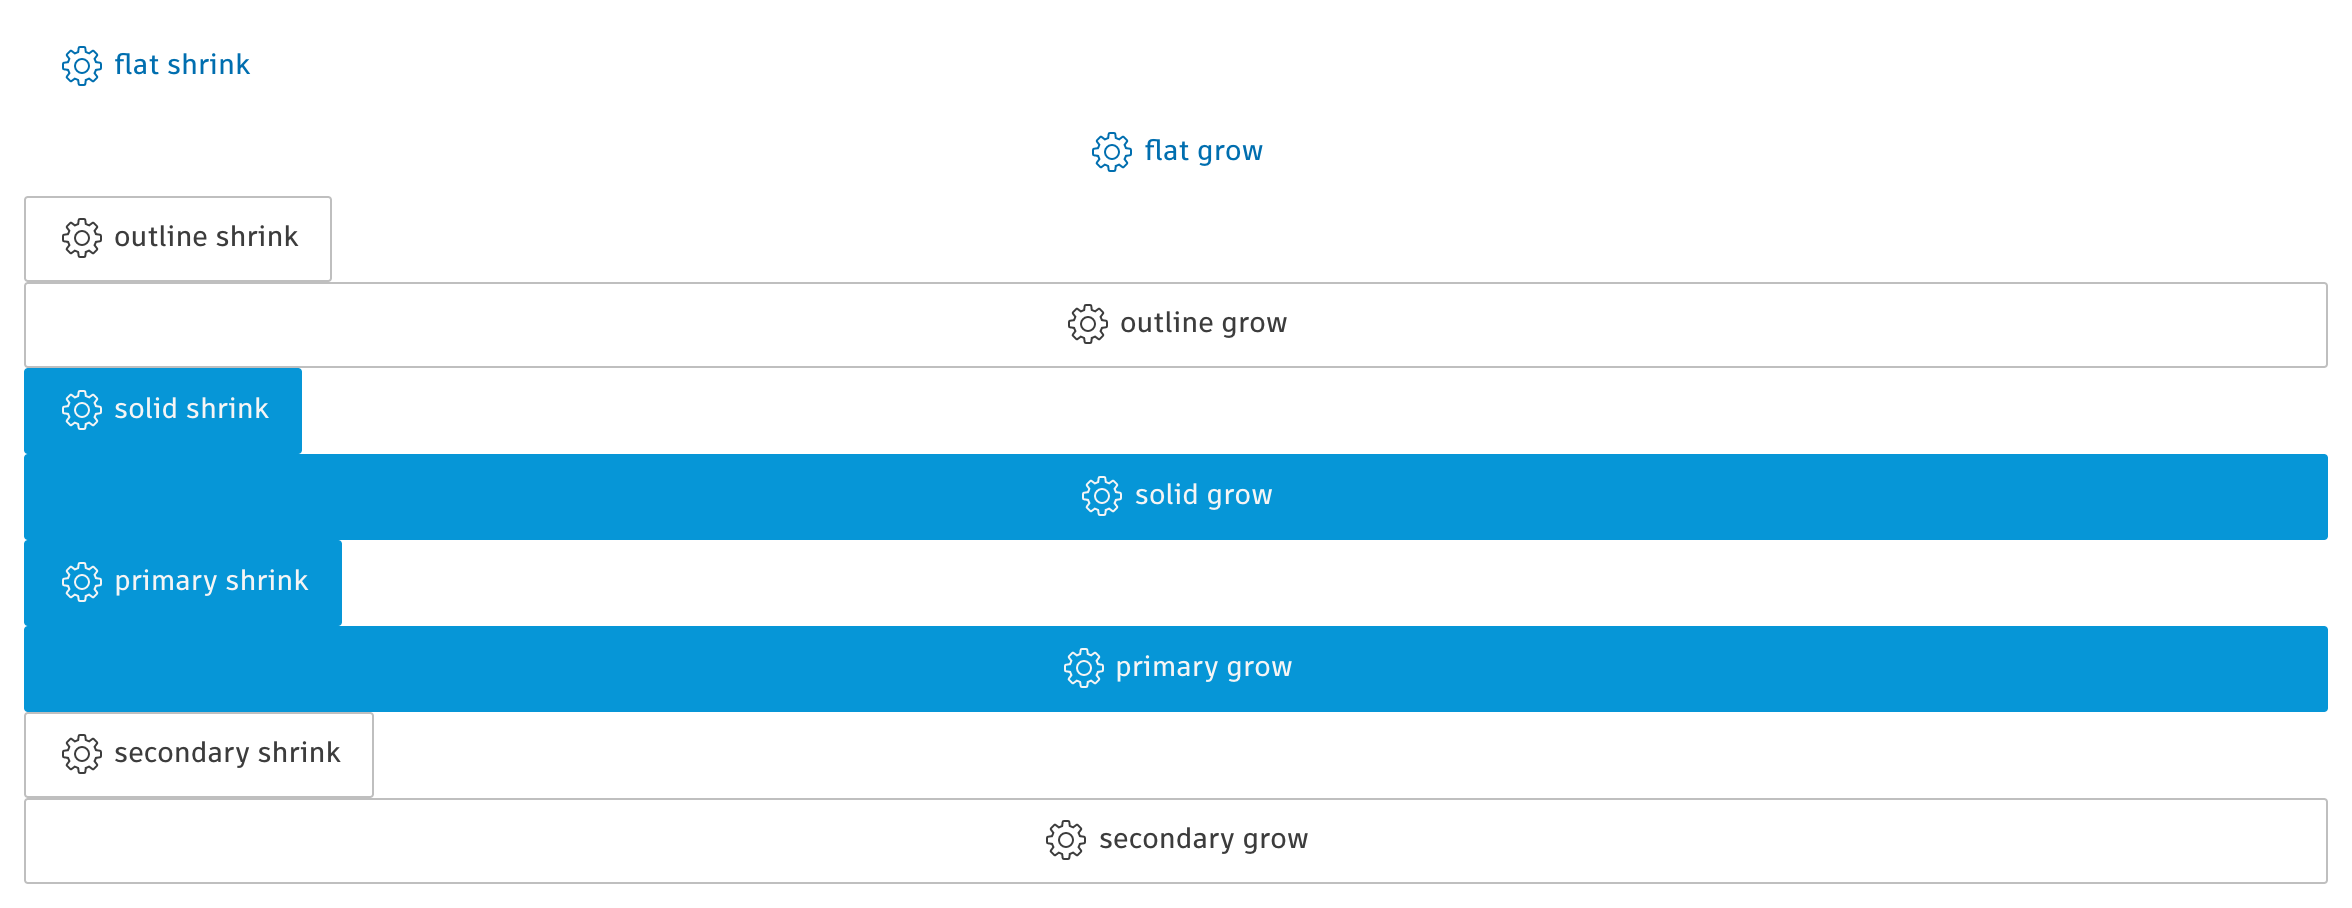 flat shrink
flat grow
outline shrink
outline grow
solid shrink
solid grow
primary shrink
primary grow
secondary shrink
secondary grow